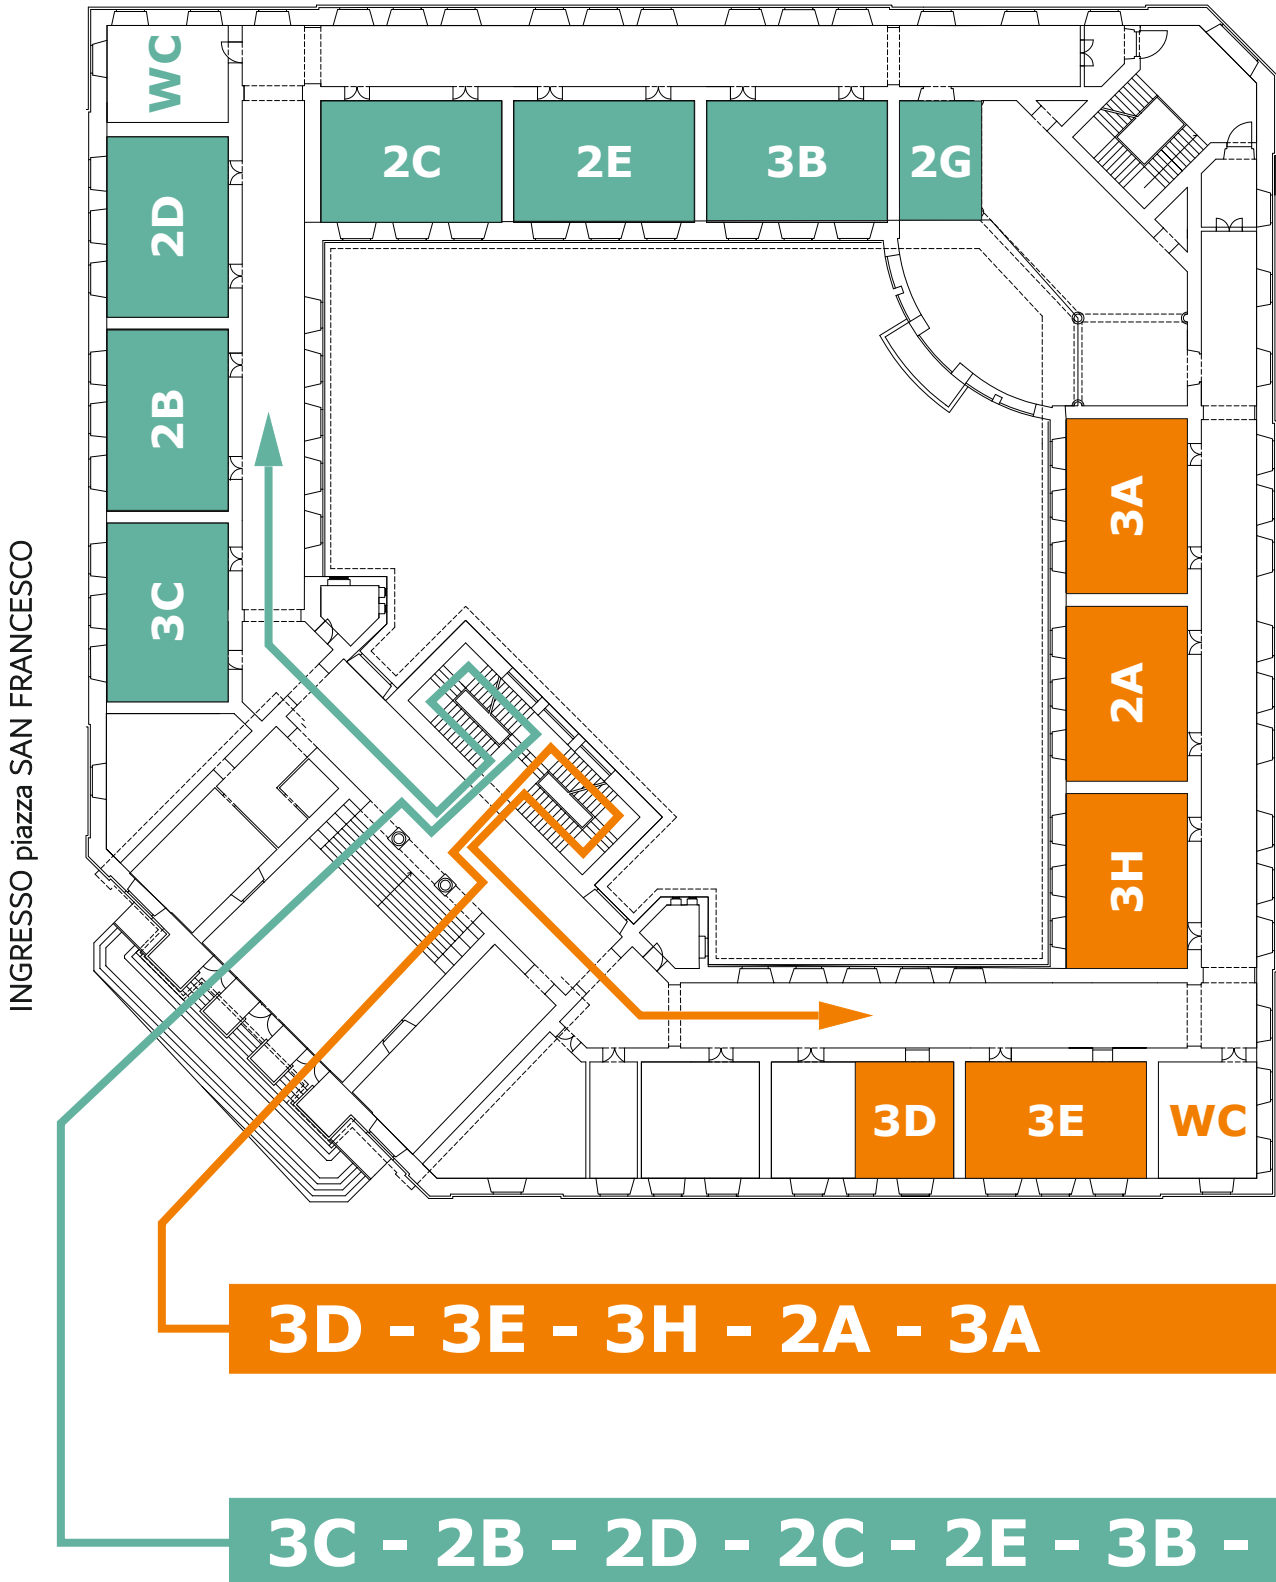 WC
2C
2E
3B
2G
2D
2B
3C
3A
2A
3H
INGRESSO piazza SAN FRANCESCO
3D
3E
WC
3D - 3E - 3H - 2A - 3A
3C - 2B - 2D - 2C - 2E - 3B -